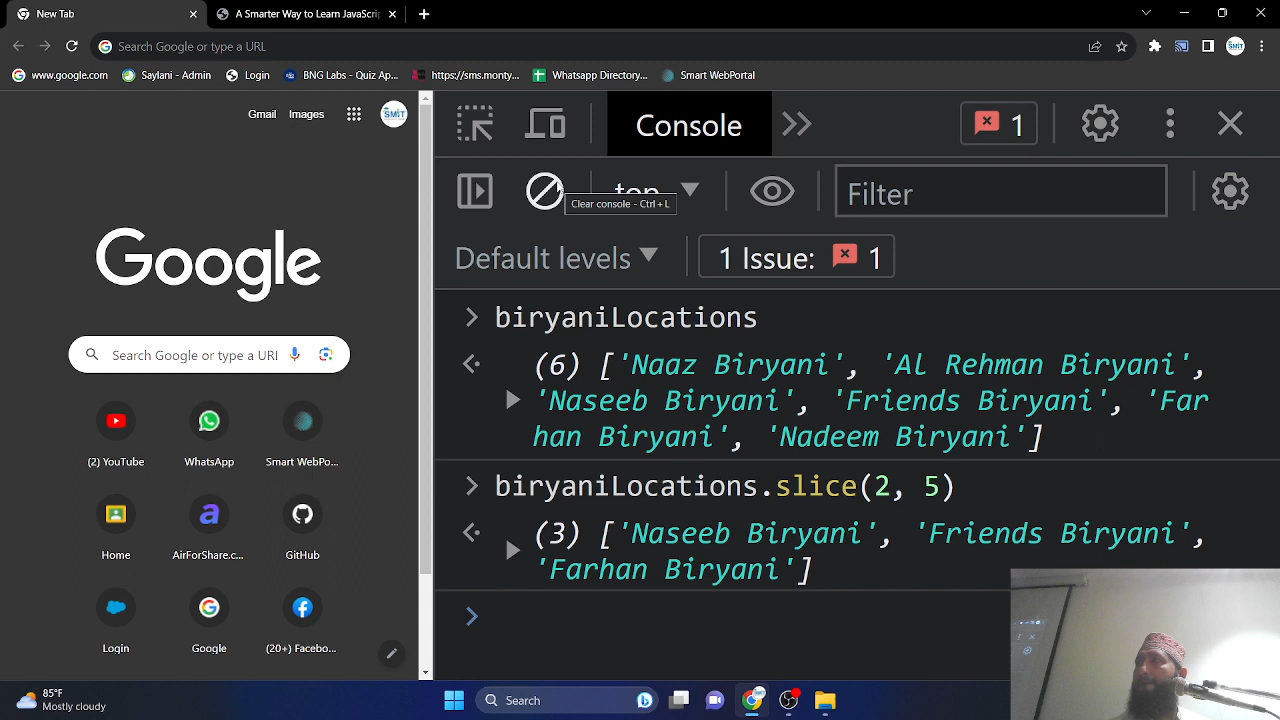 New Tab
A Smarter Way to Learn JavaScrip
Search Google or type a URL
SMIT
www.google.com
Saylani - Admin
Login
BNG Labs - Quiz Ap...
https://sms.monty...
Whatsapp Directory...
Smart WebPortal
Gmail
Images
SMIT
Console
1
top
Filter
Clear console - Ctrl + L
Default levels
1 Issue:
1
Google
Search Google or type a URL
(2) YouTube
WhatsApp
Smart WebPo...
Home
AirForShare.c...
GitHub
Login
Google
(20+) Facebo...
> biryaniLocations
(6) ['Naaz Biryani', 'Al Rehman Biryani',
'Naseeb Biryani', 'Friends Biryani', 'Far
han Biryani', 'Nadeem Biryani']
> biryaniLocations.slice(2, 5)
(3) ['Naseeb Biryani', 'Friends Biryani',
'Farhan Biryani']
>
85°F
Mostly cloudy
Search